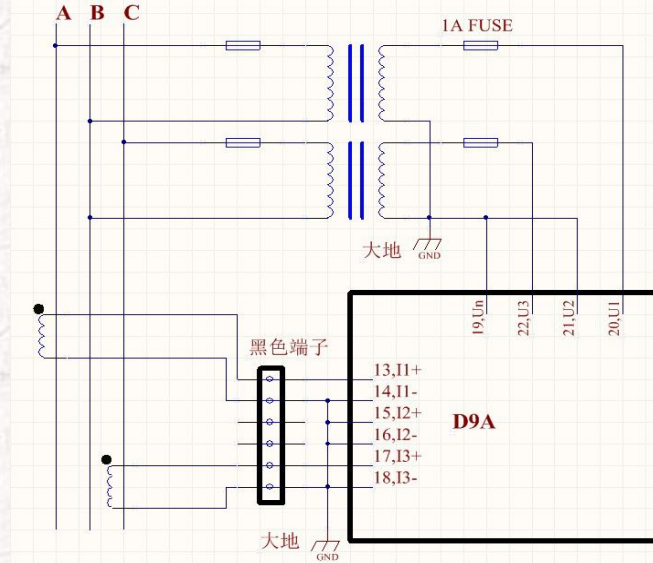 A B C
1A FUSE
大地
GND
19,Un
22,U3
21,U2
20,U1
黑色端子
13,I1+
14,I1-
15,I2+
16,I2-
17,I3+
18,I3-
D9A
大地
GND